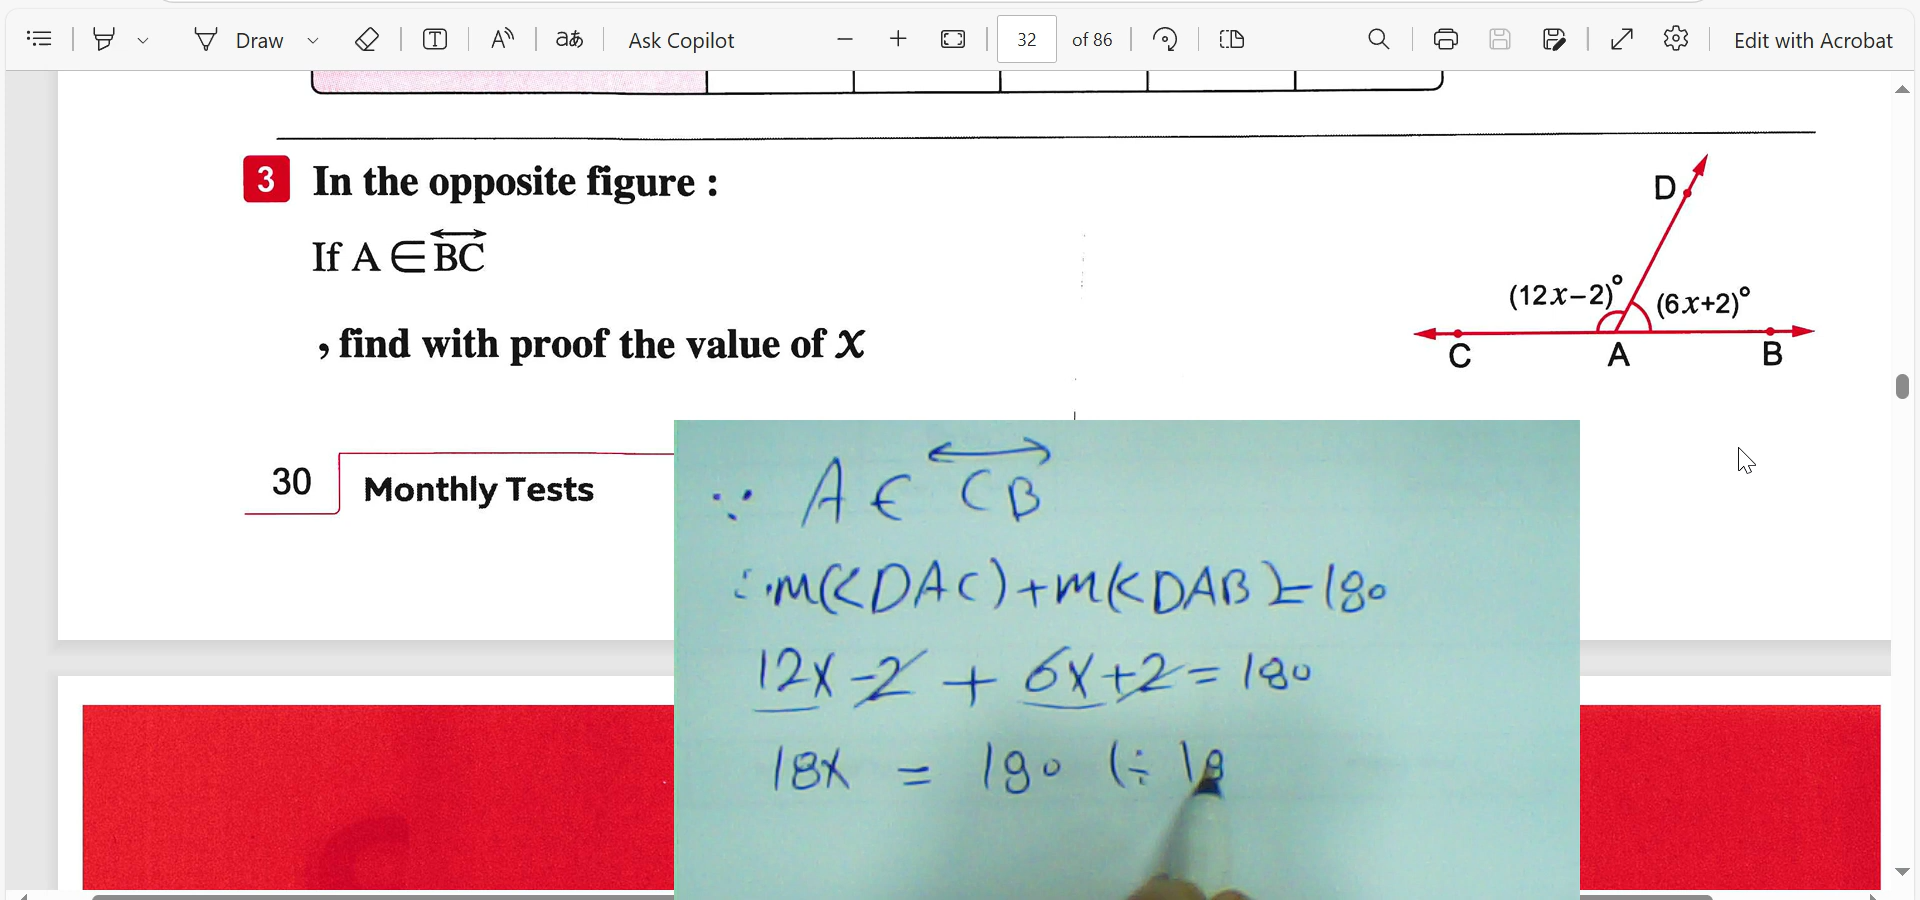 Draw
Ask Copilot
32 of 86
Edit with Acrobat
3 In the opposite figure :
If A ∈ BC
, find with proof the value of x
D
(12x−2)° (6x+2)°
C A B
30 Monthly Tests
∵ A ∈ CB
∴ m(<DAC)+m(<DAB)=180
12x-2 + 6x+2=180
18x = 180 (÷ 18